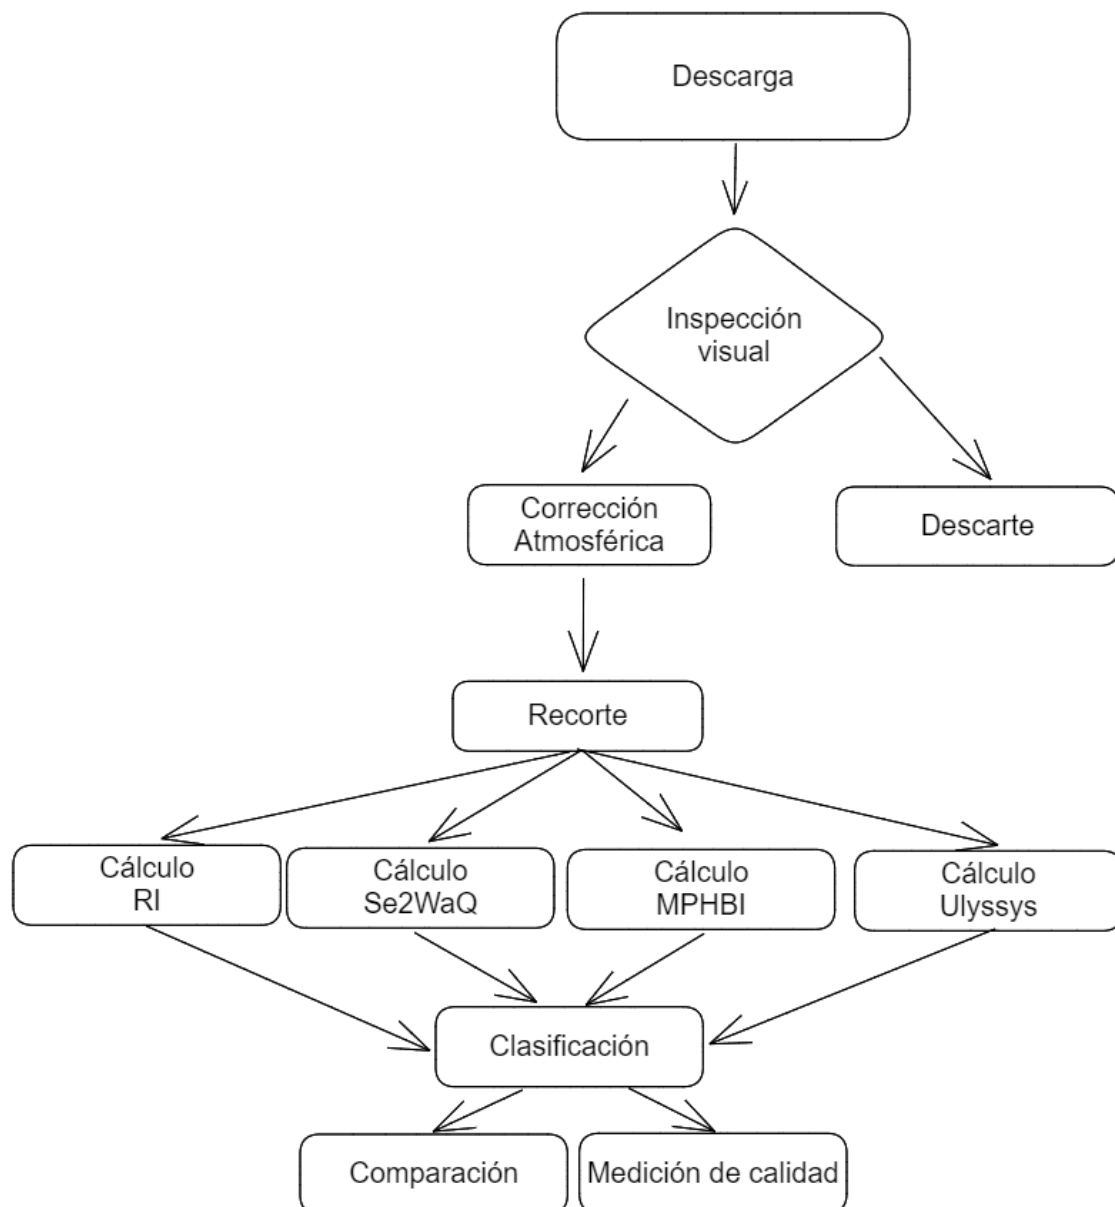 Descarga
Inspección
visual
Corrección
Atmosférica
Descarte
Recorte
Cálculo
RI
Cálculo
Se2WaQ
Cálculo
MPHBI
Cálculo
Ulyssys
Clasificación
Comparación
Medición de calidad